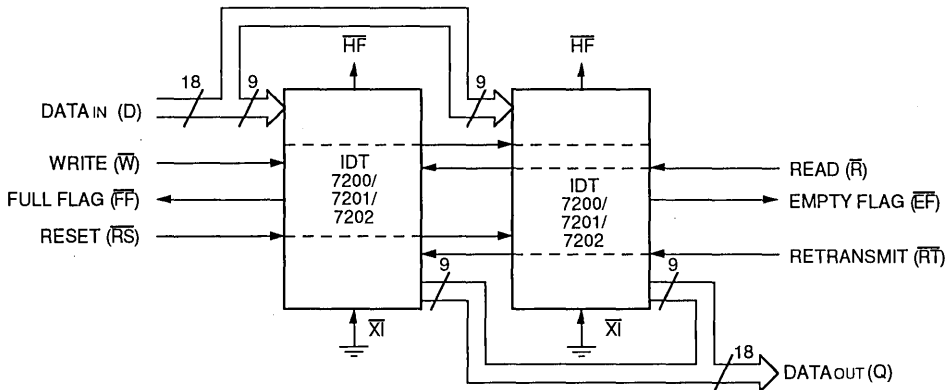 HF HF
18 9 9
DATA IN (D)
WRITE (W)
FULL FLAG (FF)
RESET (RS)
IDT
7200/
7201/
7202
IDT
7200/
7201/
7202
READ (R)
EMPTY FLAG (EF)
RETRANSMIT (RT)
9 9
XI XI
18
DATA OUT (Q)